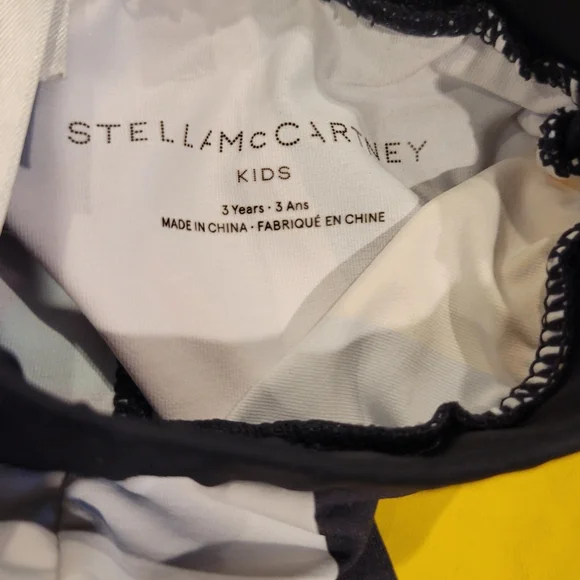 STELLAMcCARTNEY
KIDS
3 Years · 3 Ans
MADE IN CHINA · FABRIQUÉ EN CHINE